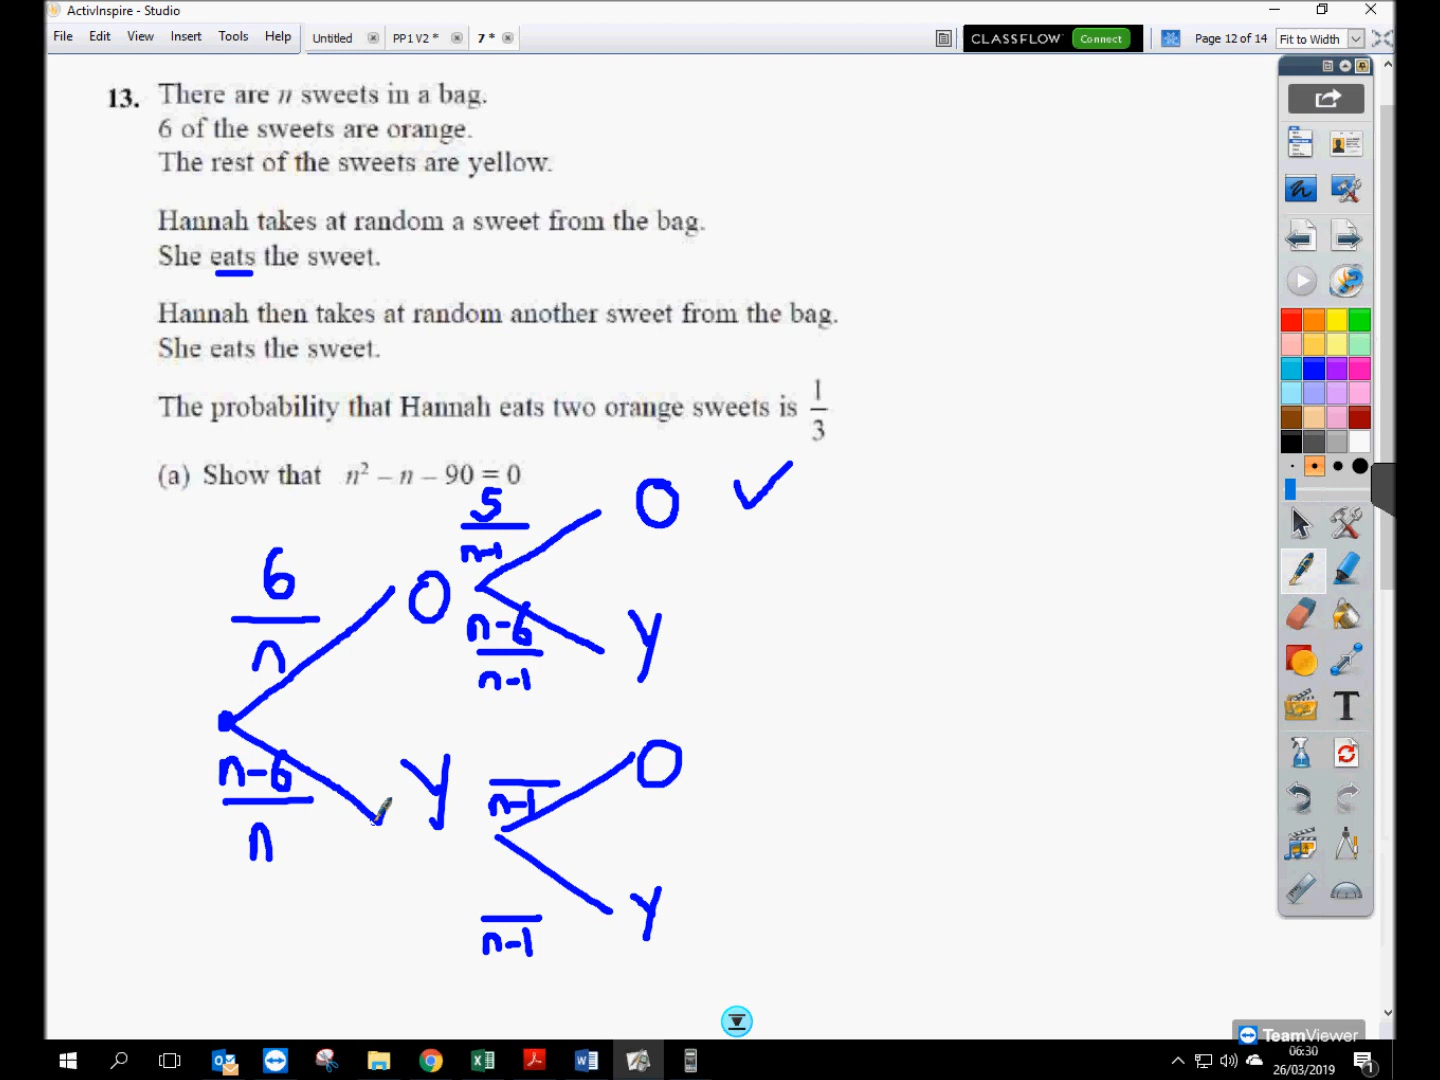 ActivInspire - Studio
File Edit View Insert Tools Help Untitled PP1 V2 * 7 * CLASSFLOW Connect Page 12 of 14 Fit to Width
13. There are n sweets in a bag.
6 of the sweets are orange.
The rest of the sweets are yellow.
Hannah takes at random a sweet from the bag.
She eats the sweet.
Hannah then takes at random another sweet from the bag.
She eats the sweet.
The probability that Hannah eats two orange sweets is 1/3
(a) Show that n² – n – 90 = 0
5/n-1 O ✓
6/n O
n-6/n-1 y
n-6/n y
/n-1 O
/n-1 y
T
TeamViewer
06:30
26/03/2019
1